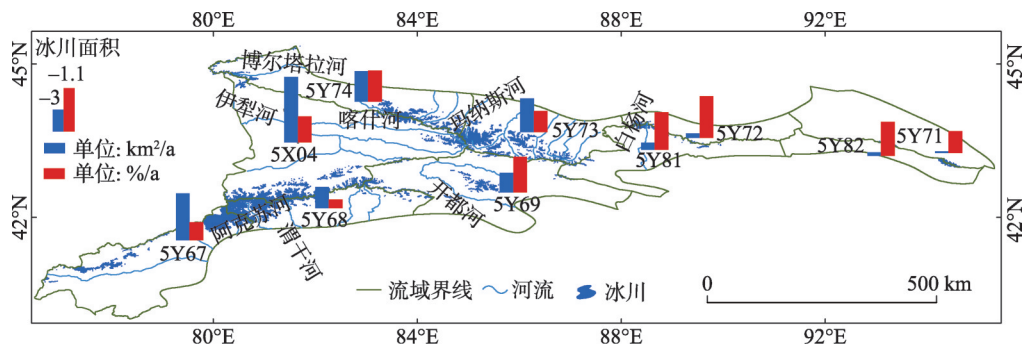 80°E
84°E
88°E
92°E
45°N
42°N
冰川面积
−1.1
−3
单位: km²/a
单位: %/a
博尔塔拉河
5Y74
伊犁河
喀什河
5X04
玛纳斯河
5Y73
白杨河
5Y72
5Y81
5Y82
5Y71
5Y69
开都河
5Y68
阿克苏河
渭干河
5Y67
流域界线
河流
冰川
0
500 km
45°N
42°N
80°E
84°E
88°E
92°E